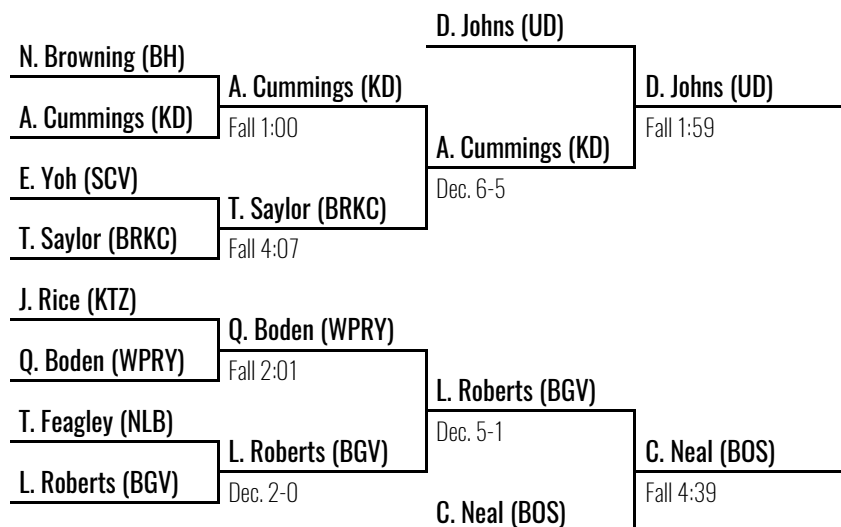 D. Johns (UD)
N. Browning (BH)
A. Cummings (KD)
D. Johns (UD)
A. Cummings (KD)
Fall 1:00
Fall 1:59
A. Cummings (KD)
E. Yoh (SCV)
Dec. 6-5
T. Saylor (BRKC)
T. Saylor (BRKC)
Fall 4:07
J. Rice (KTZ)
Q. Boden (WPRY)
Q. Boden (WPRY)
Fall 2:01
L. Roberts (BGV)
T. Feagley (NLB)
Dec. 5-1
L. Roberts (BGV)
C. Neal (BOS)
L. Roberts (BGV)
Dec. 2-0
Fall 4:39
C. Neal (BOS)